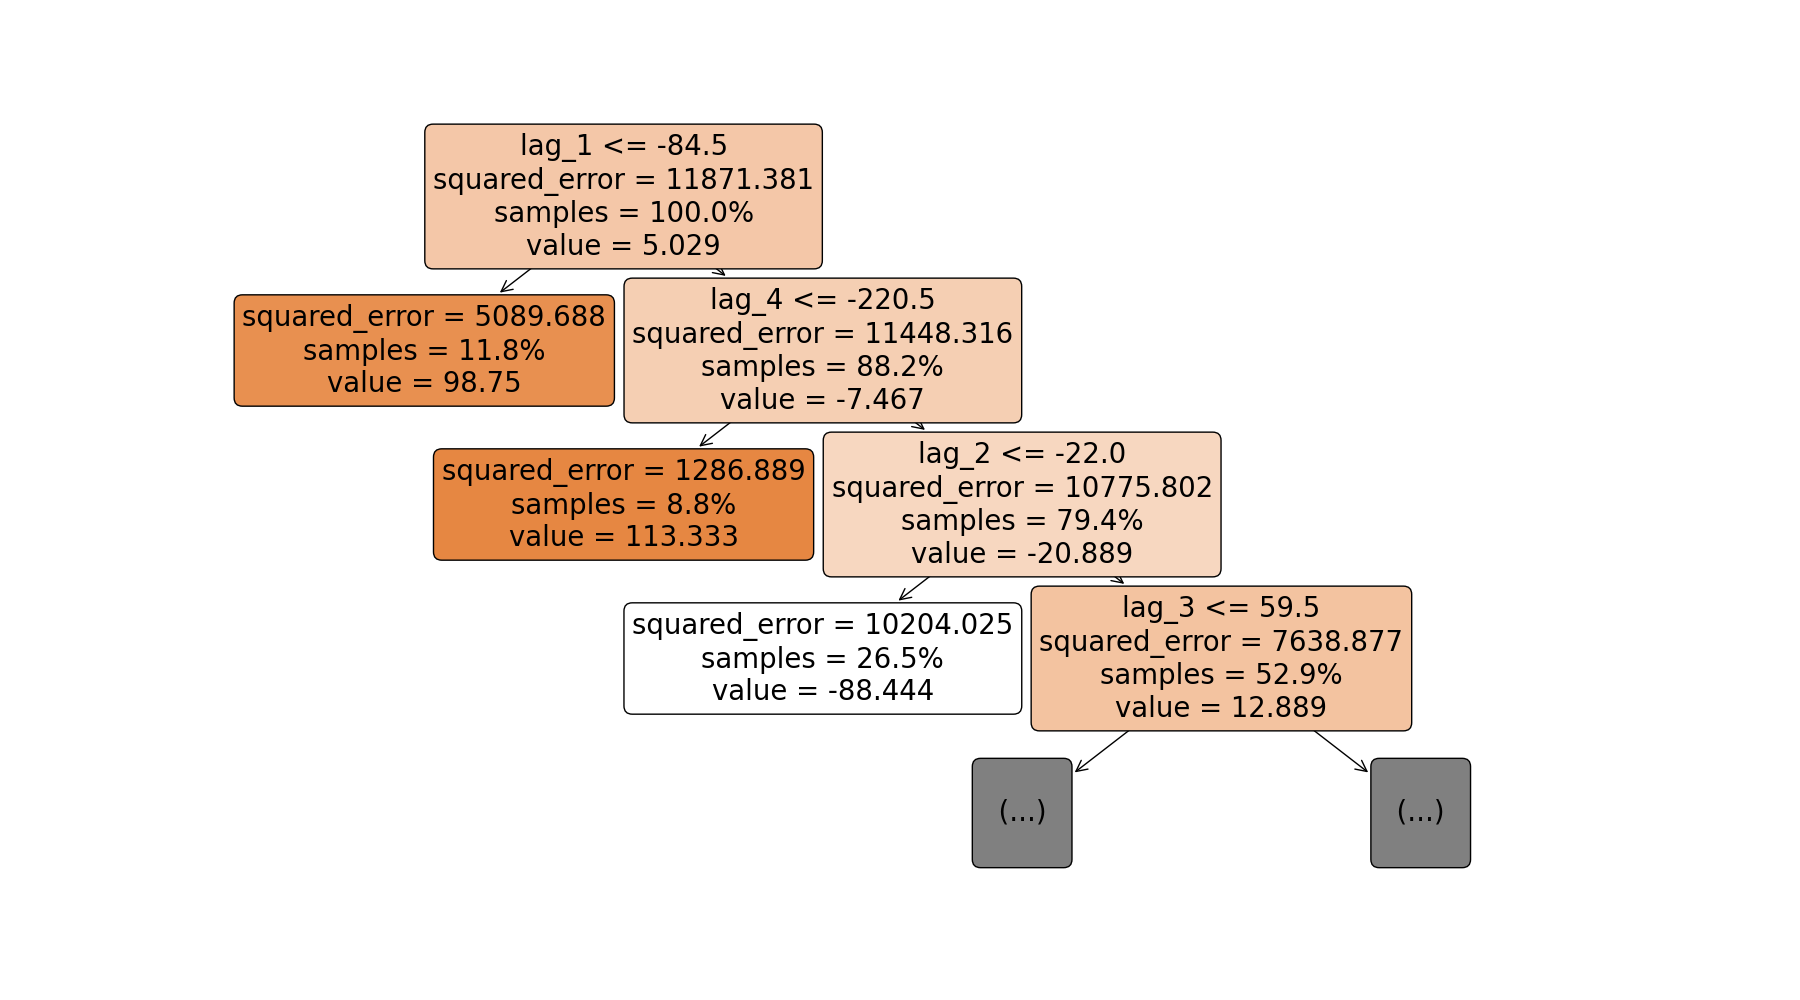 lag_1 <= -84.5
squared_error = 11871.381
samples = 100.0%
value = 5.029
squared_error = 5089.688
samples = 11.8%
value = 98.75
lag_4 <= -220.5
squared_error = 11448.316
samples = 88.2%
value = -7.467
squared_error = 1286.889
samples = 8.8%
value = 113.333
lag_2 <= -22.0
squared_error = 10775.802
samples = 79.4%
value = -20.889
squared_error = 10204.025
samples = 26.5%
value = -88.444
lag_3 <= 59.5
squared_error = 7638.877
samples = 52.9%
value = 12.889
(...)
(...)